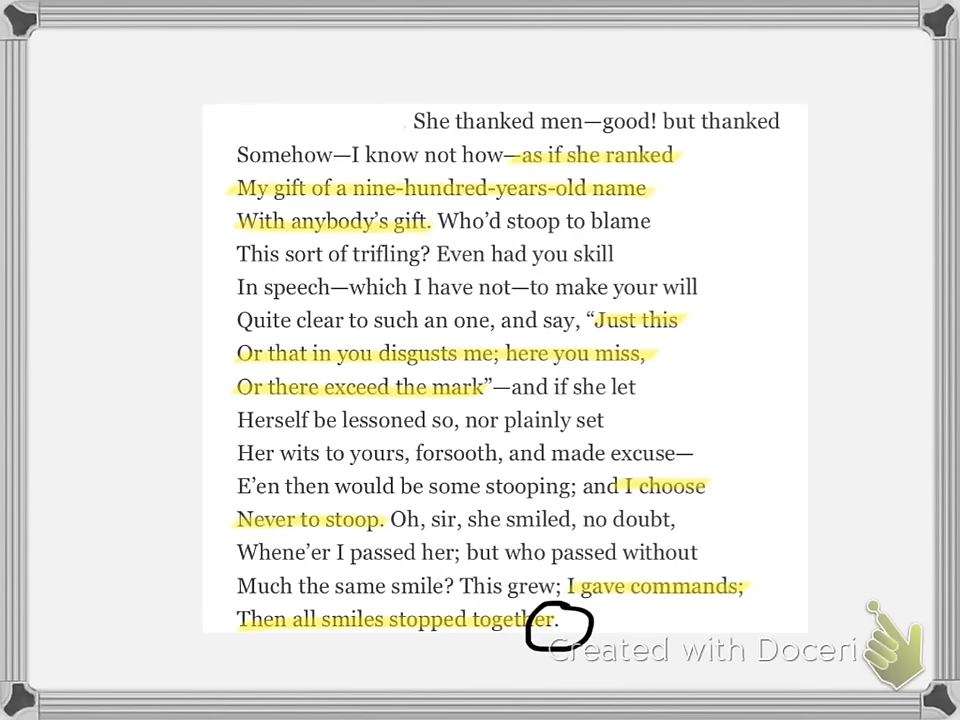 She thanked men—good! but thanked
Somehow—I know not how—as if she ranked
My gift of a nine-hundred-years-old name
With anybody’s gift. Who’d stoop to blame
This sort of trifling? Even had you skill
In speech—which I have not—to make your will
Quite clear to such an one, and say, “Just this
Or that in you disgusts me; here you miss,
Or there exceed the mark”—and if she let
Herself be lessoned so, nor plainly set
Her wits to yours, forsooth, and made excuse—
E’en then would be some stooping; and I choose
Never to stoop. Oh, sir, she smiled, no doubt,
Whene’er I passed her; but who passed without
Much the same smile? This grew; I gave commands;
Then all smiles stopped together.
Created with Doceri